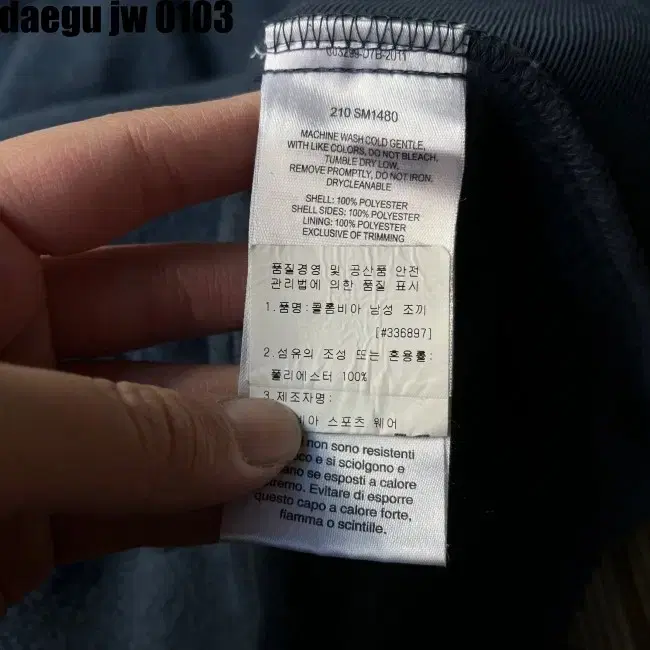 daegu jw 0103
003299-07B-2011
210 SM1480
MACHINE WASH COLD GENTLE,
WITH LIKE COLORS, DO NOT BLEACH.
TUMBLE DRY LOW.
REMOVE PROMPTLY, DO NOT IRON.
DRYCLEANABLE
SHELL: 100% POLYESTER
SHELL SIDES: 100% POLYESTER
LINING: 100% POLYESTER
EXCLUSIVE OF TRIMMING
품질경영 및 공산품 안전
관리법에 의한 품질 표시
1.품명:콜롬비아 남성 조끼
[#336897]
2.섬유의 조성 또는 혼용률:
폴리에스터 100%
3.제조자명:
비아 스포츠 웨어
non sono resistenti
e si sciolgono e
se esposti a calore
Evitare di esporre
questo capo a calore forte,
fiamma o scintille.